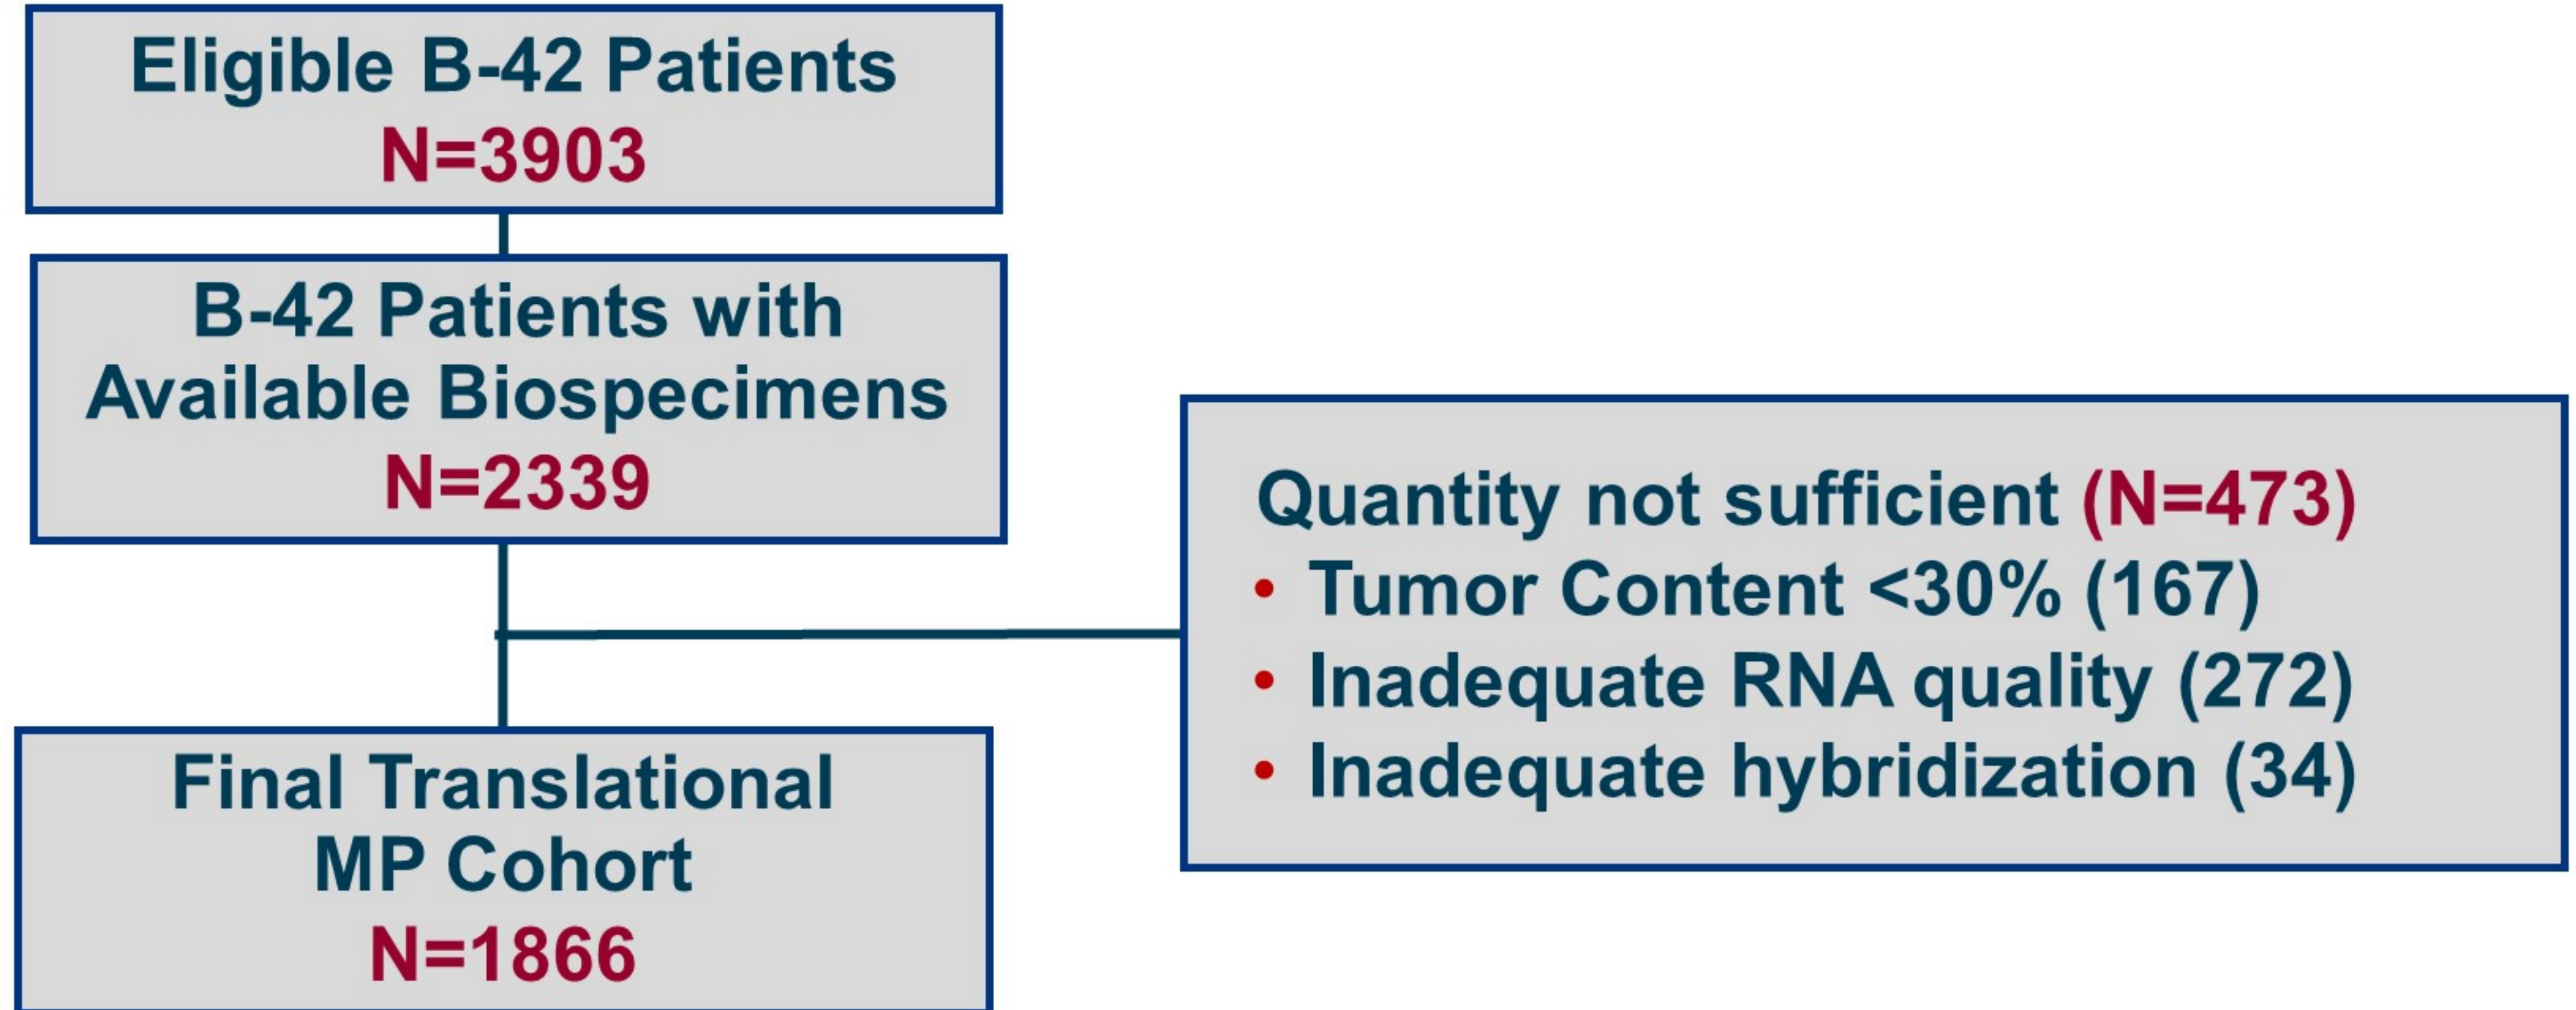 Eligible B-42 Patients
N=3903
B-42 Patients with
Available Biospecimens
N=2339
Quantity not sufficient (N=473)
• Tumor Content <30% (167)
• Inadequate RNA quality (272)
• Inadequate hybridization (34)
Final Translational
MP Cohort
N=1866